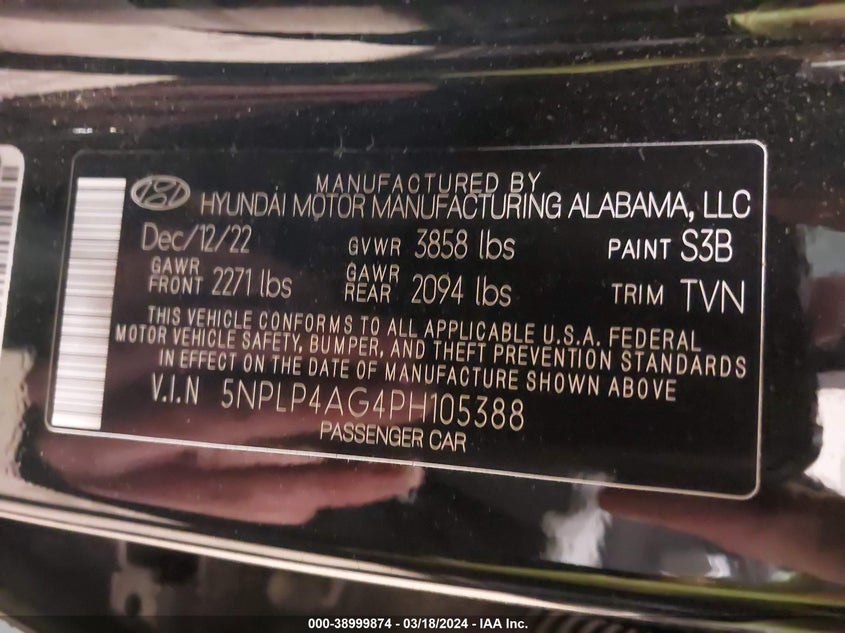 MANUFACTURED BY
HYUNDAI MOTOR MANUFACTURING ALABAMA, LLC
Dec/12/22 GVWR 3858 lbs PAINT S3B
GAWR FRONT 2271 lbs GAWR REAR 2094 lbs TRIM TVN
THIS VEHICLE CONFORMS TO ALL APPLICABLE U.S.A. FEDERAL
MOTOR VEHICLE SAFETY, BUMPER, AND THEFT PREVENTION STANDARDS
IN EFFECT ON THE DATE OF MANUFACTURE SHOWN ABOVE
V.I.N 5NPLP4AG4PH105388
PASSENGER CAR
000-38999874 — 03/18/2024 — IAA Inc.